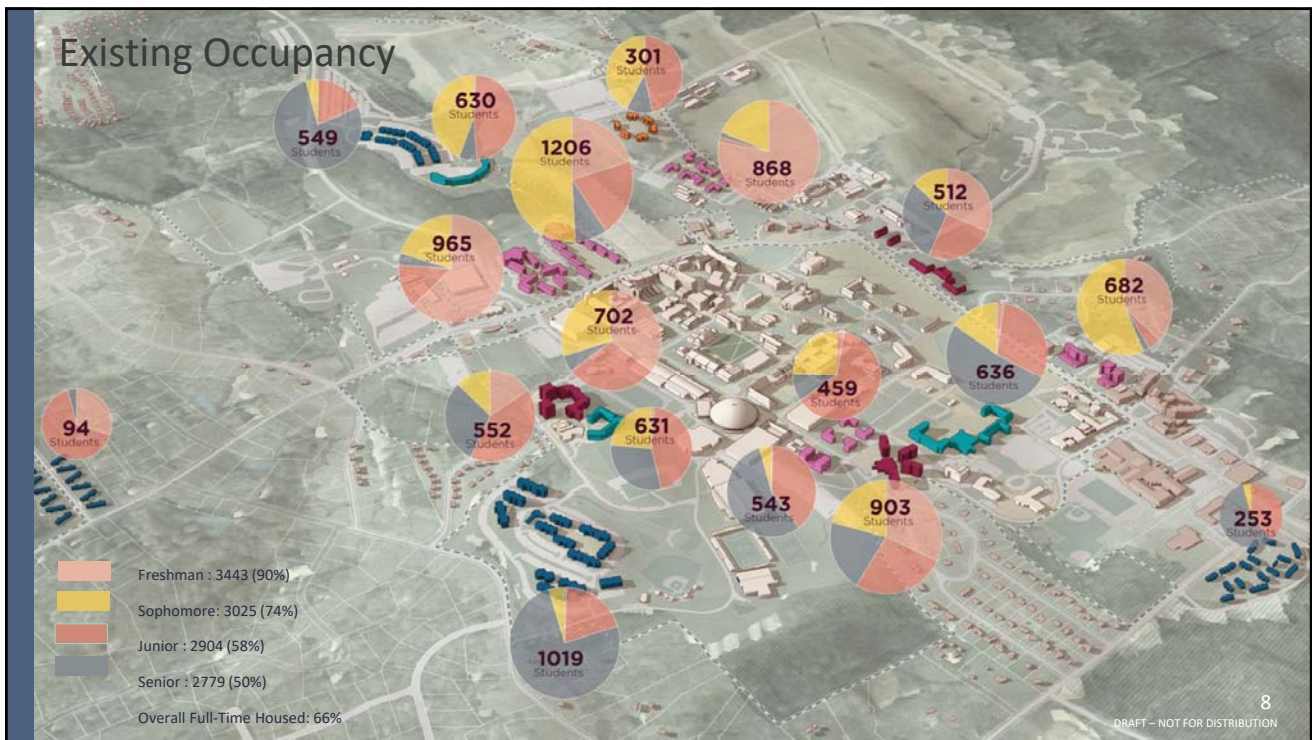 Existing Occupancy
301
Students
549
Students
630
Students
1206
Students
868
Students
512
Students
965
Students
682
Students
702
Students
459
Students
636
Students
94
Students
552
Students
631
Students
543
Students
903
Students
253
Students
1019
Students
Freshman : 3443 (90%)
Sophomore: 3025 (74%)
Junior : 2904 (58%)
Senior : 2779 (50%)
Overall Full-Time Housed: 66%
8
DRAFT – NOT FOR DISTRIBUTION